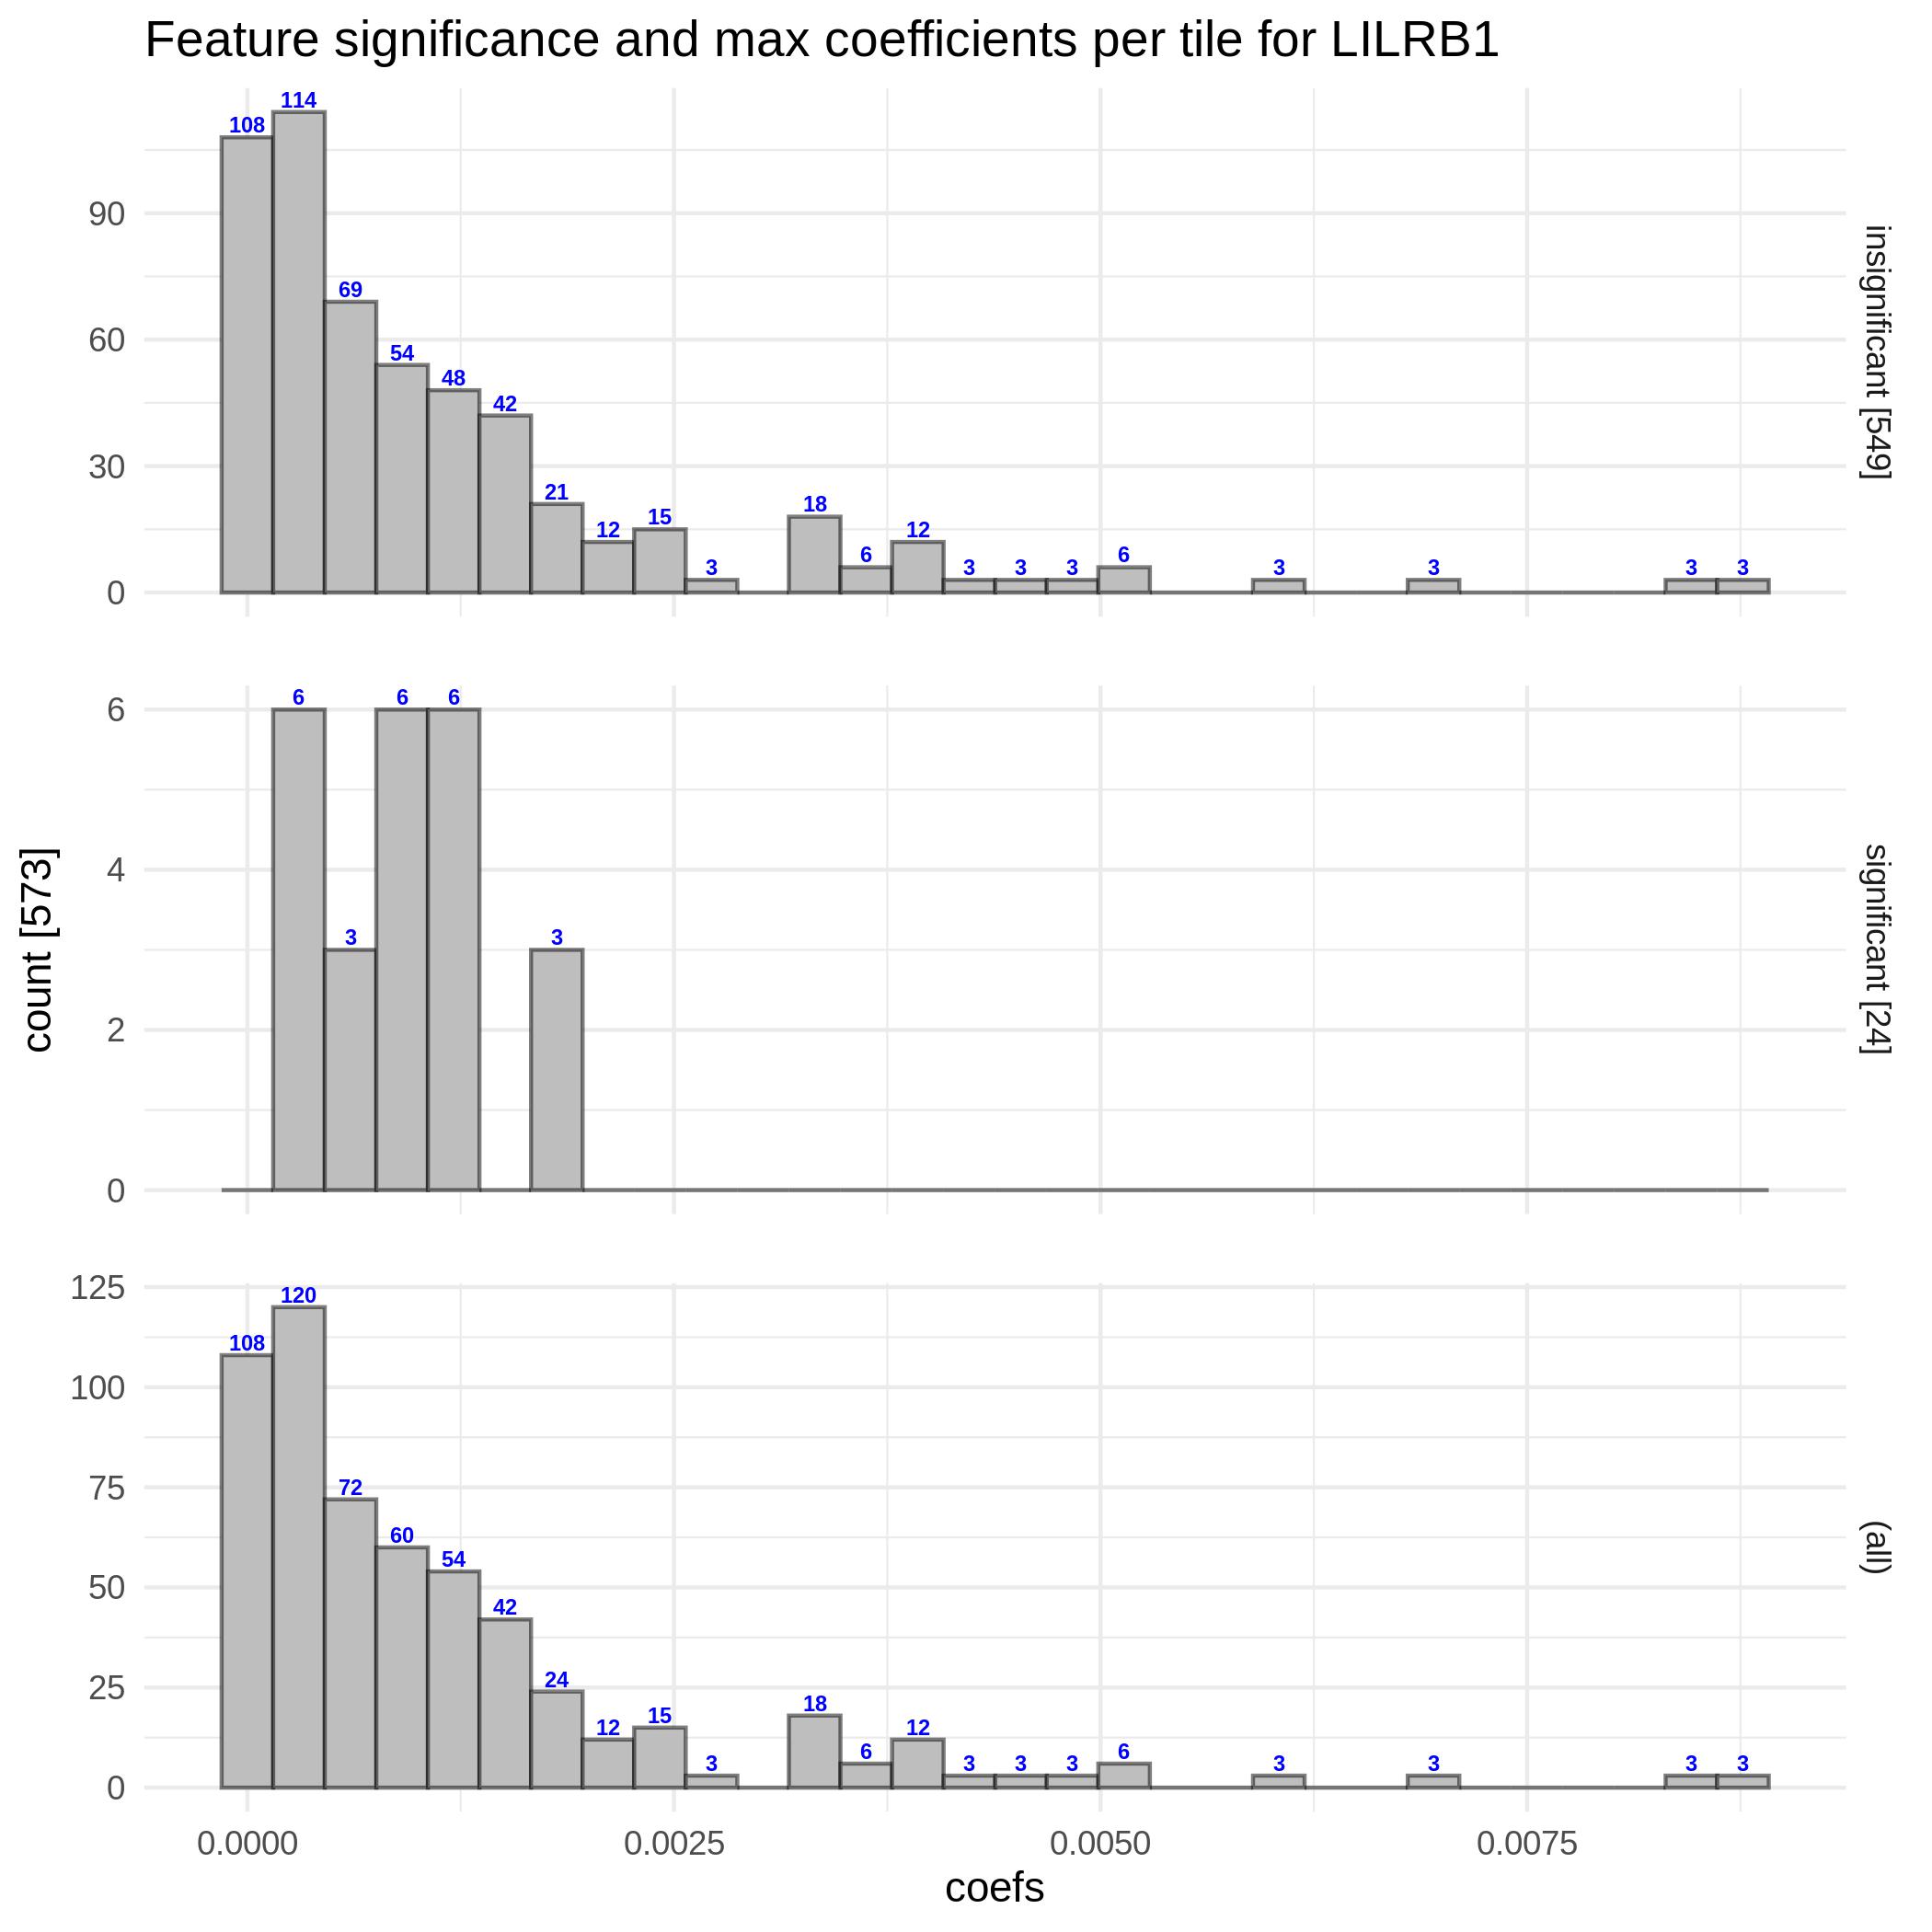 Feature significance and max coefficients per tile for LILRB1
count [573]
90
60
30
0
108 114 69 54 48 42 21 12 15 3 18 6 12 3 3 3 6 3 3 3 3
insignificant [549]
6
4
2
0
6 3 6 6 3
significant [24]
125
100
75
50
25
0
108 120 72 60 54 42 24 12 15 3 18 6 12 3 3 3 6 3 3 3 3
(all)
0.0000 0.0025 0.0050 0.0075
coefs